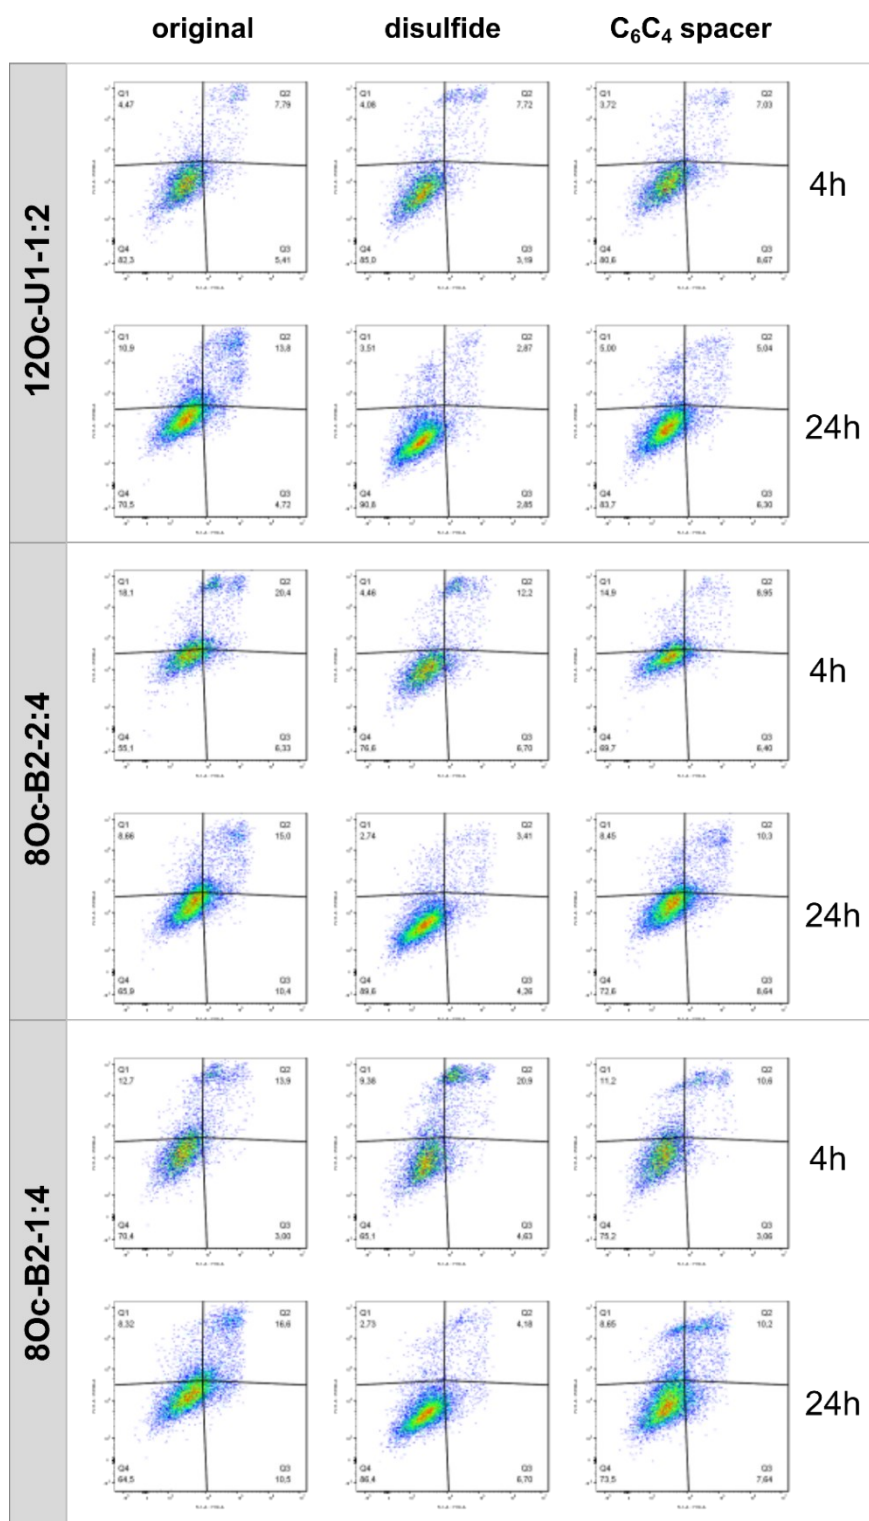 original disulfide C₆C₄ spacer
12Oc-U1-1:2
Q1 Q2 Q1 Q2 Q1 Q2
4,47 7,79 4,08 7,72 3,72 7,03
4h
Q4 Q3 Q4 Q3 Q4 Q3
82,3 5,41 85,0 3,19 80,6 8,67
Q1 Q2 Q1 Q2 Q1 Q2
10,9 13,8 3,51 2,87 5,00 5,04
24h
Q4 Q3 Q4 Q3 Q4 Q3
70,5 4,72 90,8 2,85 83,7 6,30
8Oc-B2-2:4
Q1 Q2 Q1 Q2 Q1 Q2
18,1 20,4 4,46 12,2 14,9 8,95
4h
Q4 Q3 Q4 Q3 Q4 Q3
55,1 6,33 76,6 6,70 69,7 6,40
Q1 Q2 Q1 Q2 Q1 Q2
8,66 15,0 2,74 3,41 8,45 10,3
24h
Q4 Q3 Q4 Q3 Q4 Q3
65,9 10,4 89,6 4,26 72,6 8,64
8Oc-B2-1:4
Q1 Q2 Q1 Q2 Q1 Q2
12,7 13,9 9,38 20,9 11,2 10,6
4h
Q4 Q3 Q4 Q3 Q4 Q3
70,4 3,00 65,1 4,63 75,2 3,06
Q1 Q2 Q1 Q2 Q1 Q2
8,32 16,6 2,73 4,18 8,65 10,2
24h
Q4 Q3 Q4 Q3 Q4 Q3
64,5 10,5 86,4 6,70 73,5 7,64